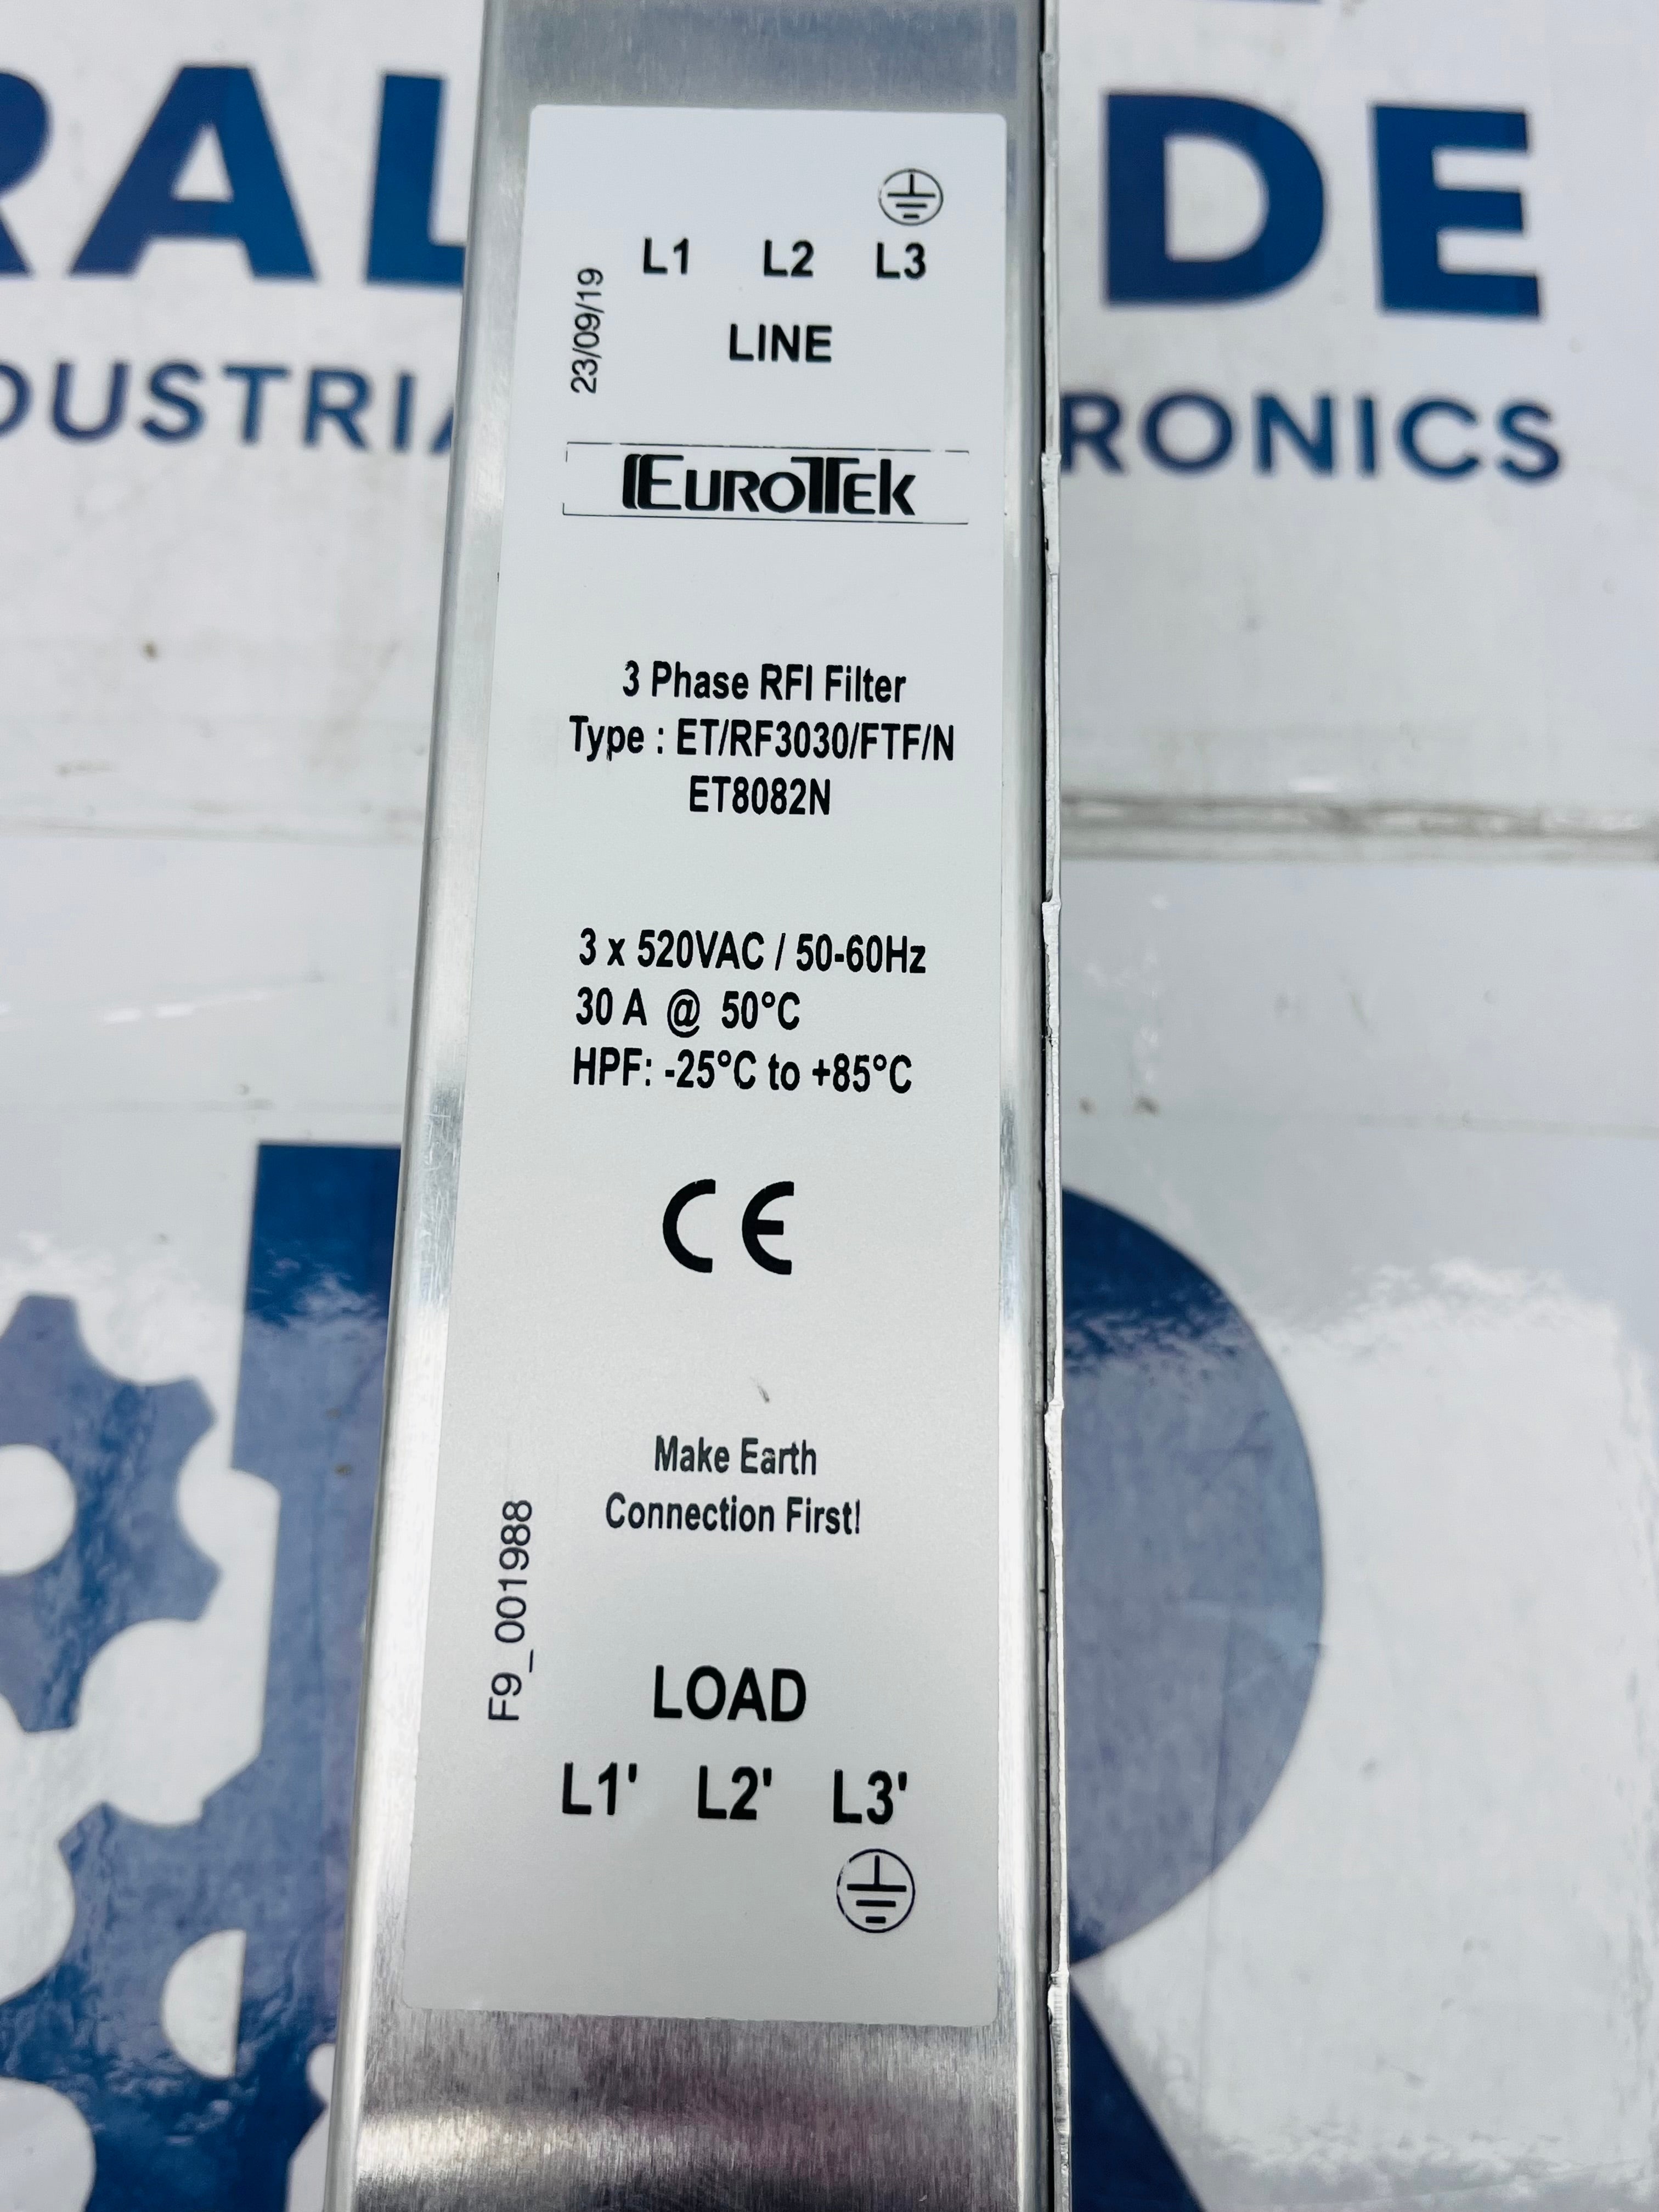 RAL DE
DUSTRIA RONICS
L1 L2 L3
LINE
23/09/19
EUROTEK
3 Phase RFI Filter
Type : ET/RF3030/FTF/N
ET8082N
3 x 520VAC / 50-60Hz
30 A @ 50°C
HPF: -25°C to +85°C
CE
Make Earth
Connection First!
F9_001988
LOAD
L1' L2' L3'